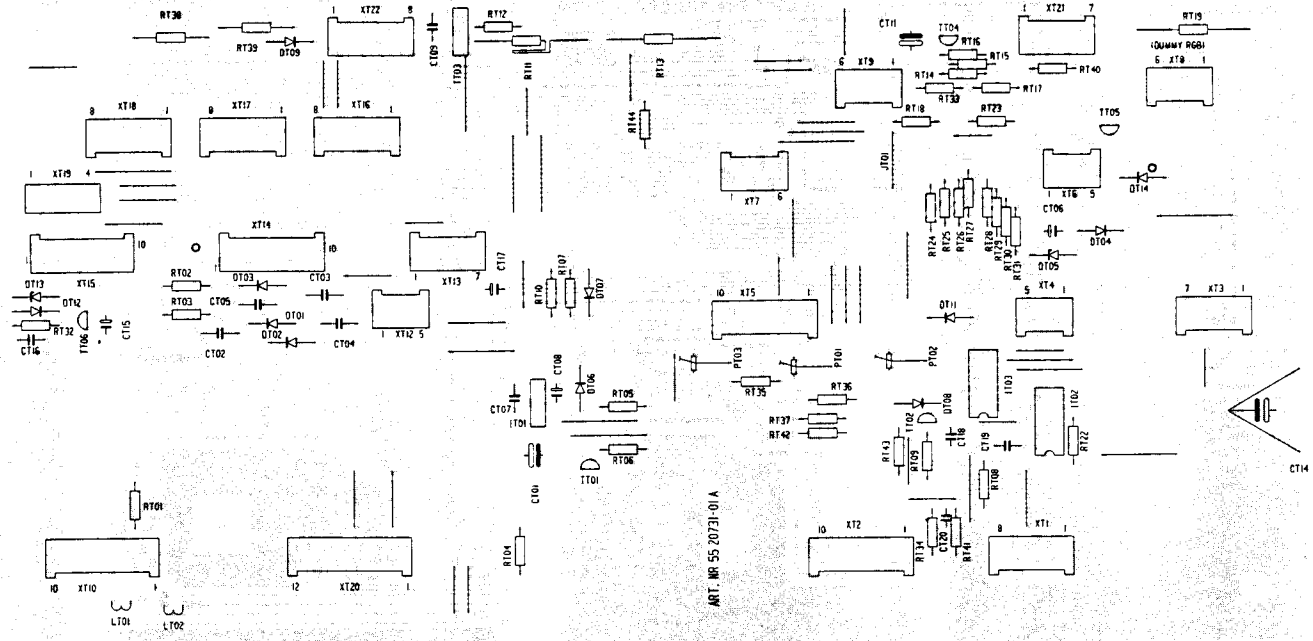 RT38
RT39
DT09
1 XT22 8
CT09
TT03
RT12
RT11
RT13
CT11
TT04
RT16
RT15
RT14
RT33
RT17
1 XT21 7
RT40
RT19
(DUMMY RGB)
6 XT9 1
6 XT8 1
8 XT18 1
8 XT17 1
8 XT16 1
RT44
RT18
RT23
TT05
JT01
1 XT19 4
1 XT7 6
1 XT6 5
DT14
CT06
RT24
RT25
RT26
RT27
RT28
RT29
RT30
RT31
DT04
DT05
XT15 10
XT14 10
1 XT13 7
CT17
RT10
RT07
DT07
DT13
DT12
RT32
CT16
TT06
CT15
RT02
RT03
DT03
CT05
CT03
DT01
CT02
DT02
CT04
1 XT12 5
10 XT5 1
DT11
5 XT4 1
7 XT3 1
PT03
PT01
PT02
RT35
RT36
RT37
RT42
CT08
DT06
CT07
IT01
RT05
RT06
CT01
TT01
DT08
TT02
IT03
IT02
CT18
CT19
RT22
RT43
RT09
RT08
CT14
RT01
RT04
10 XT10 1
12 XT20 1
LT01
LT02
ART. NR 55 20731-01 A
10 XT2 1
RT34
CT20
RT41
8 XT1 1